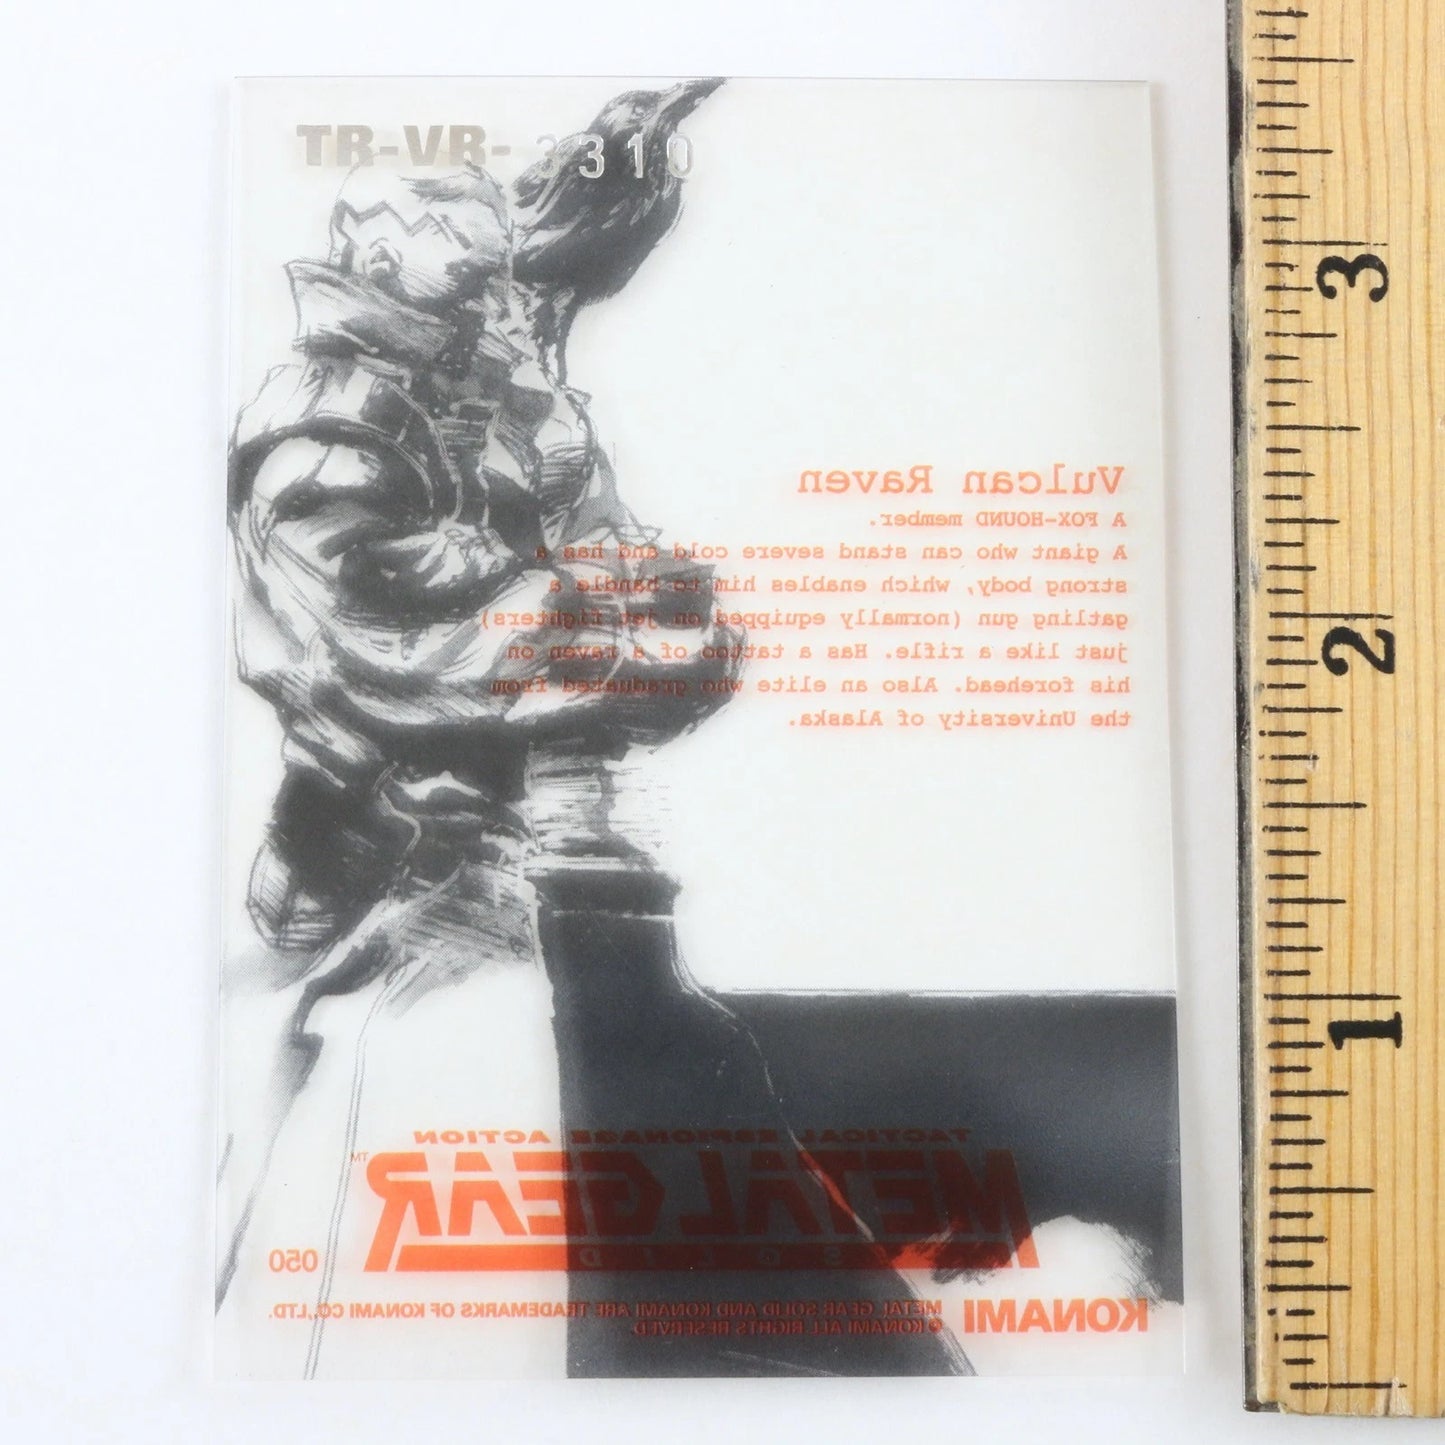 TR-VR-3310
Vulcan Raven
A FOX-HOUND member.
A giant who can stand severe cold and has a
strong body, which enables him to handle a
gatling gun (normally equipped on jet fighters)
just like a rifle. Has a tattoo of a raven on
his forehead. Also an elite who graduated from
the University of Alaska.
TACTICAL ESPIONAGE ACTION
METAL GEAR™
SOLID
050
KONAMI
METAL GEAR SOLID AND KONAMI ARE TRADEMARKS OF KONAMI CO.,LTD.
© KONAMI ALL RIGHTS RESERVED
3
2
1